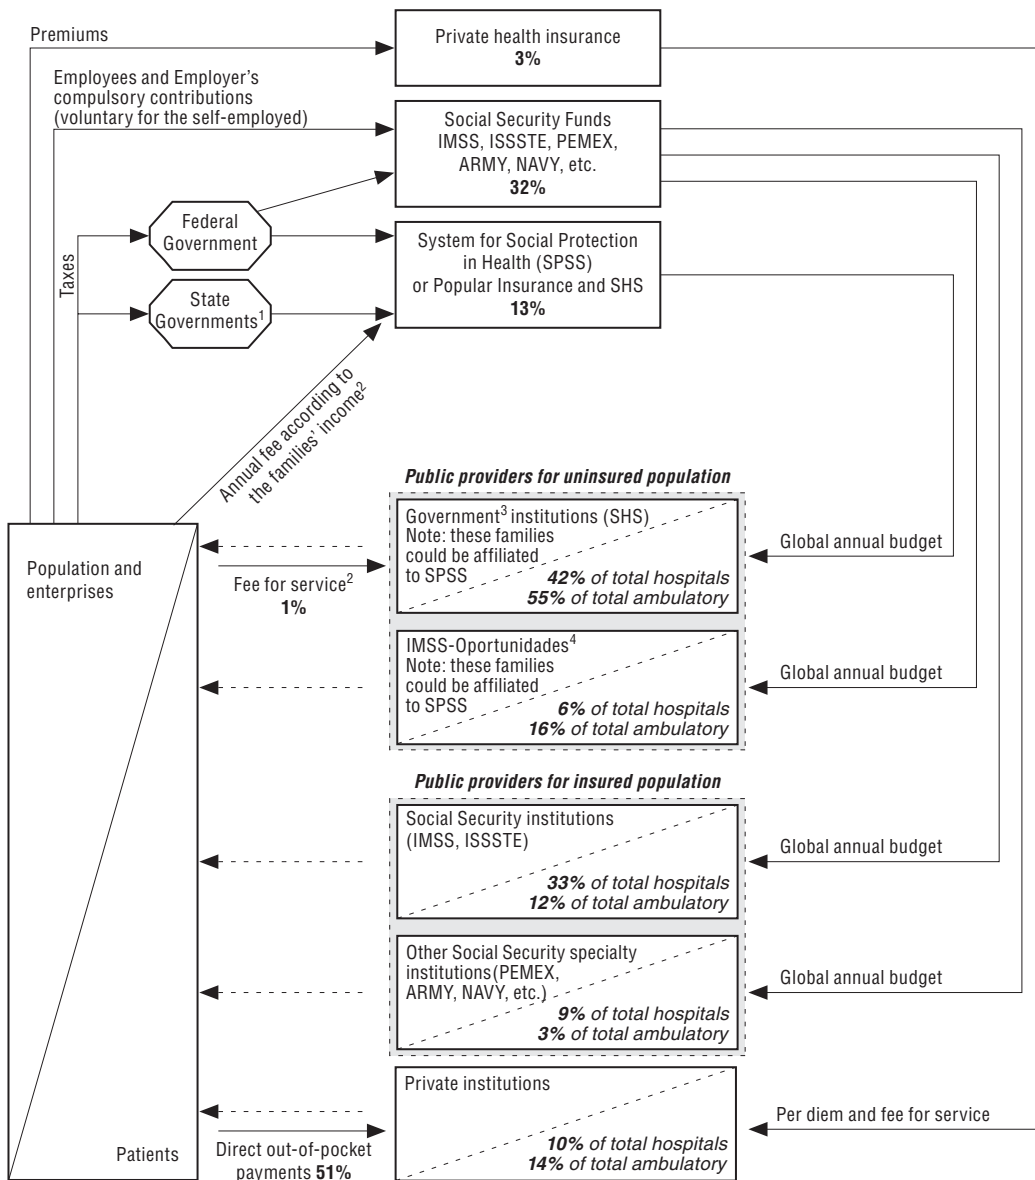 Premiums
Private health insurance
3%
Employees and Employer's
compulsory contributions
(voluntary for the self-employed)
Social Security Funds
IMSS, ISSSTE, PEMEX,
ARMY, NAVY, etc.
32%
Taxes
Federal
Government
System for Social Protection
in Health (SPSS)
or Popular Insurance and SHS
13%
State
Governments¹
Annual fee according to
the families' income²
Public providers for uninsured population
Population and
enterprises
Fee for service²
1%
Government³ institutions (SHS)
Note: these families
could be affiliated
to SPSS
42% of total hospitals
55% of total ambulatory
Global annual budget
IMSS-Oportunidades⁴
Note: these families
could be affiliated
to SPSS
6% of total hospitals
16% of total ambulatory
Global annual budget
Public providers for insured population
Social Security institutions
(IMSS, ISSSTE)
33% of total hospitals
12% of total ambulatory
Global annual budget
Other Social Security specialty
institutions(PEMEX,
ARMY, NAVY, etc.)
9% of total hospitals
3% of total ambulatory
Global annual budget
Private institutions
10% of total hospitals
14% of total ambulatory
Per diem and fee for service
Patients
Direct out-of-pocket
payments 51%